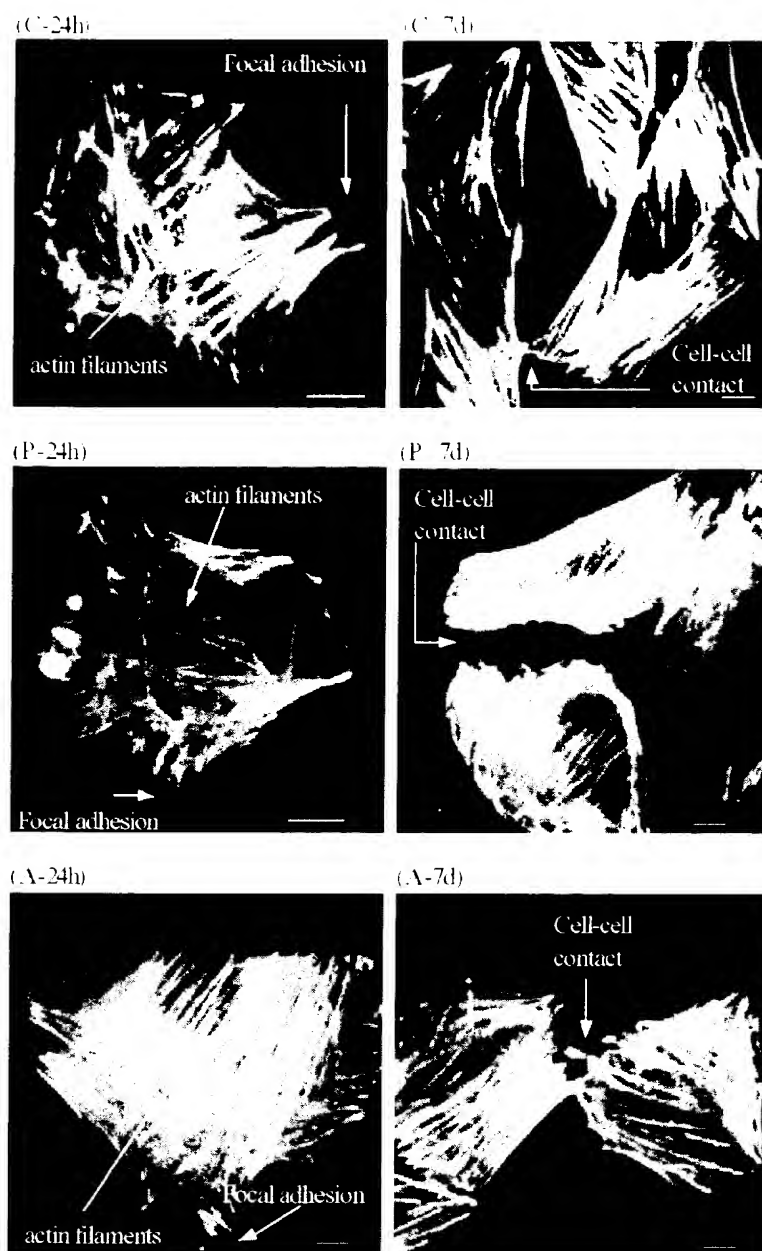 (C-24h)
(C-7d)
Focal adhesion
actin filaments
Cell-cell
contact
(P-24h)
(P-7d)
actin filaments
Cell-cell
contact
Focal adhesion
(A-24h)
(A-7d)
Cell-cell
contact
Focal adhesion
actin filaments